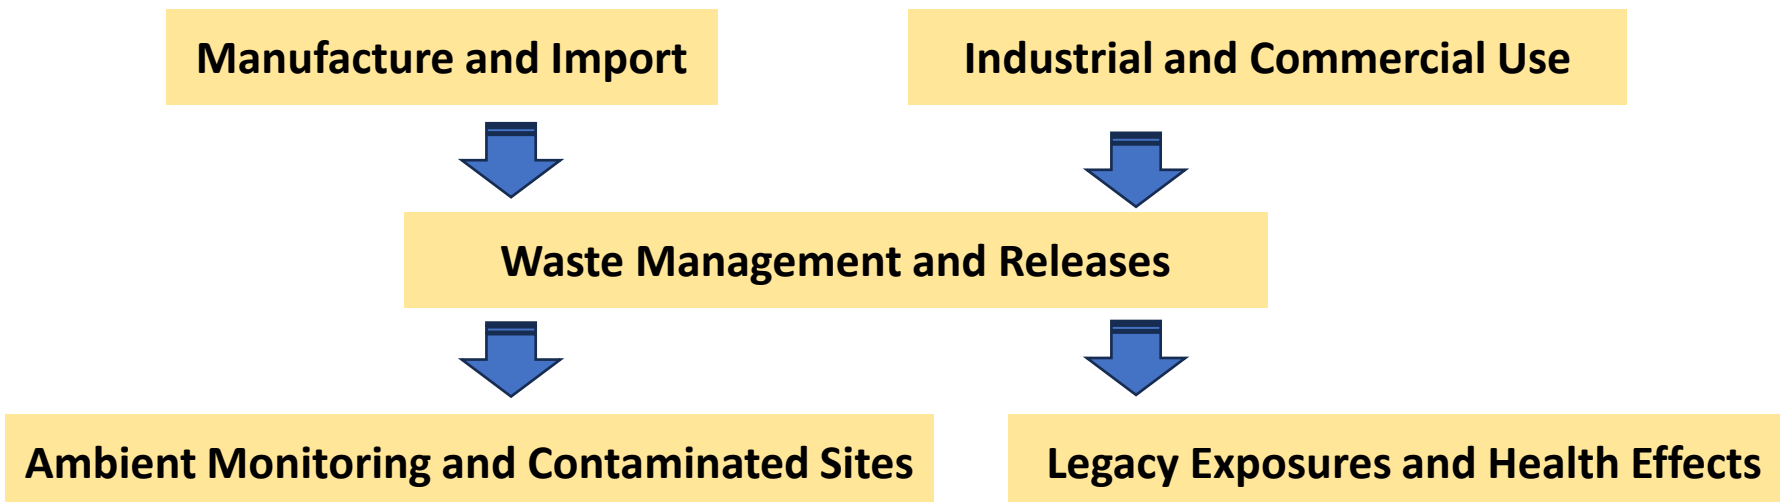 Manufacture and Import
Industrial and Commercial Use
Waste Management and Releases
Ambient Monitoring and Contaminated Sites
Legacy Exposures and Health Effects